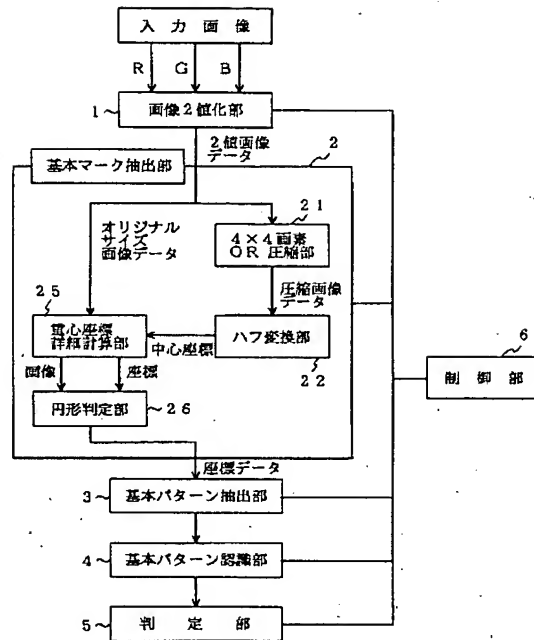 入力画像
R G B
1 画像2値化部
2値画像
データ
2
基本マーク抽出部
オリジナル
サイズ
画像データ
21
4×4画素
OR圧縮部
圧縮画像
データ
25
重心座標
詳細計算部
中心座標
ハフ変換部
22
画像 座標
円形判定部
26
6
制御部
座標データ
3 基本パターン抽出部
4 基本パターン認識部
5 判定部